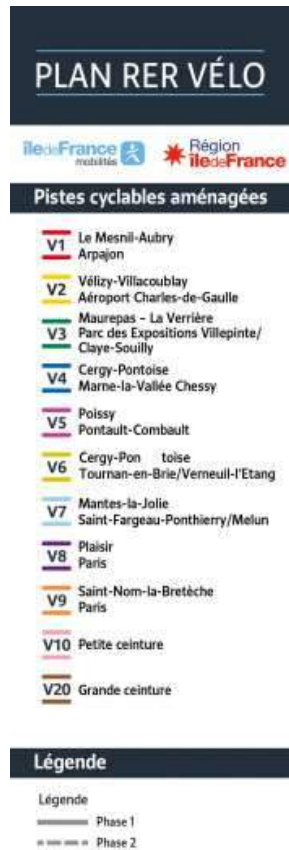 PLAN RER VÉLO
îledeFrance
mobilités
Région
îledeFrance
Pistes cyclables aménagées
V1 Le Mesnil-Aubry
Arpajon
V2 Vélizy-Villacoublay
Aéroport Charles-de-Gaulle
V3 Maurepas – La Verrière
Parc des Expositions Villepinte/
Claye-Souilly
V4 Cergy-Pontoise
Marne-la-Vallée Chessy
V5 Poissy
Pontault-Combault
V6 Cergy-Pon toise
Tournan-en-Brie/Verneuil-l'Etang
V7 Mantes-la-Jolie
Saint-Fargeau-Ponthierry/Melun
V8 Plaisir
Paris
V9 Saint-Nom-la-Bretèche
Paris
V10 Petite ceinture
V20 Grande ceinture
Légende
Légende
Phase 1
Phase 2